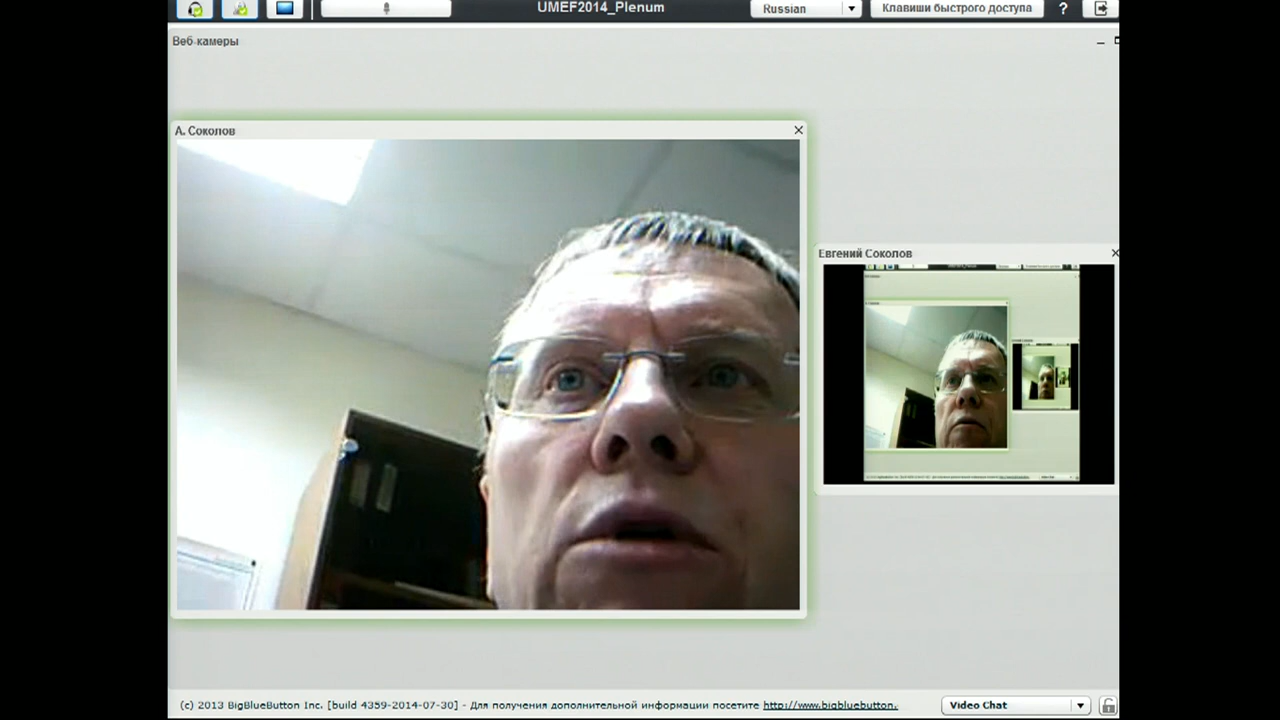 UMEF2014_Plenum
Russian
Клавиши быстрого доступа
?
Веб камеры
А. Соколов
Евгений Соколов
(c) 2013 BigBlueButton Inc. [build 4359-2014-07-30] - Для получения дополнительной информации посетите http://www.bigbluebutton.
Video Chat